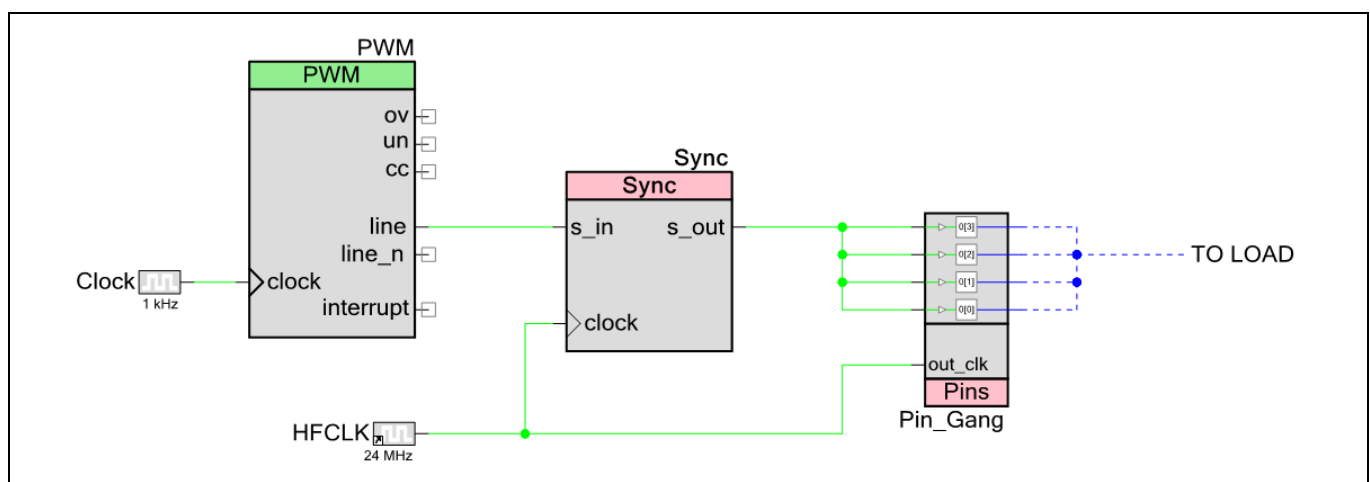 PWM
PWM
ov
un
cc
line
line_n
interrupt
clock
Clock
1 kHz
Sync
Sync
s_in
s_out
clock
HFCLK
24 MHz
0[3]
0[2]
0[1]
0[0]
out_clk
Pins
Pin_Gang
TO LOAD